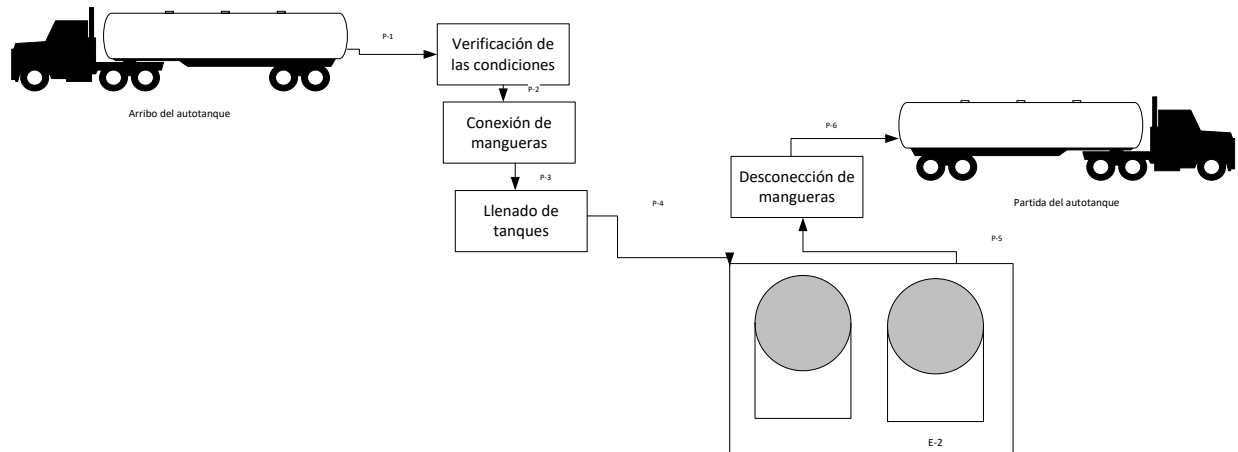 P-1
Verificación de
las condiciones
Arribo del autotanque
P-2
Conexión de
mangueras
P-3
Llenado de
tanques
P-4
E-2
P-5
Desconección de
mangueras
P-6
Partida del autotanque